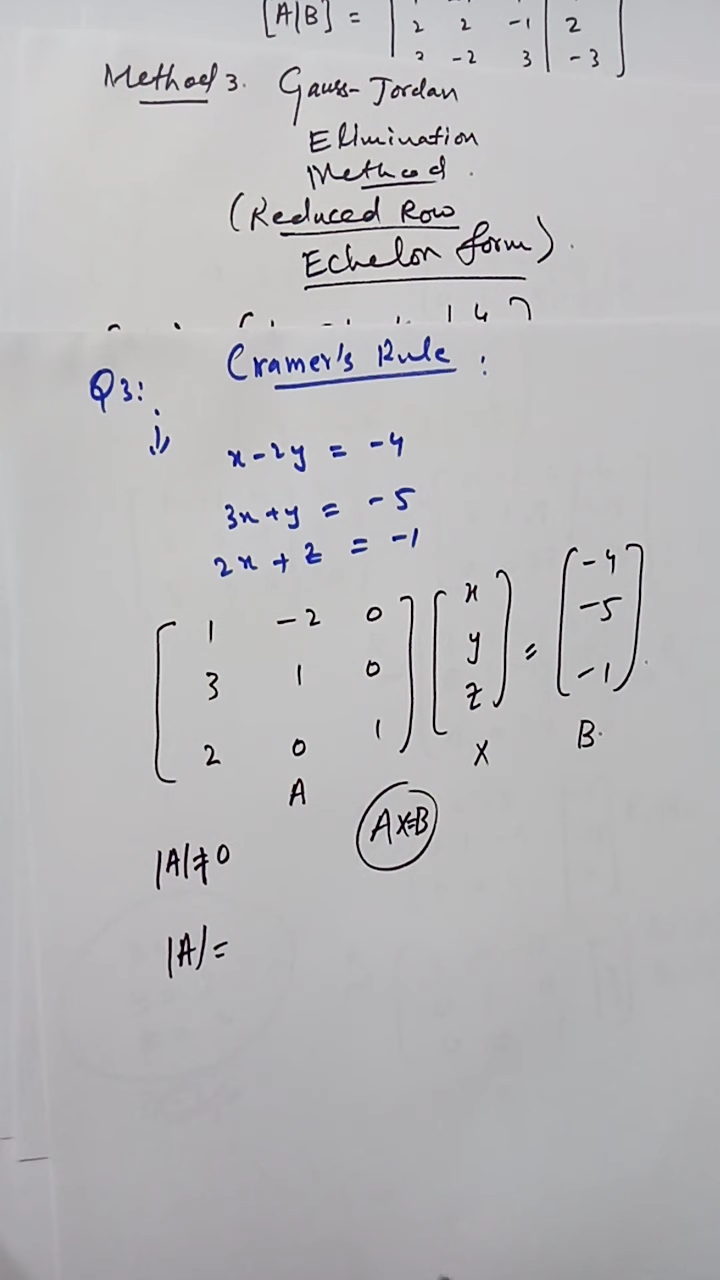 [A|B] =
2 2 -1 | 2
2 -2 3 | -3
Method 3. Gauss-Jordan
Elimination
Method.
(Reduced Row
Echelon form).
Q3: Cramer's Rule :
i) x-2y = -4
3x+y = -5
2x + z = -1
1 -2 0 x -4
3 1 0 y = -5
2 0 1 z -1
A X B.
AX=B
|A|≠0
|A|=